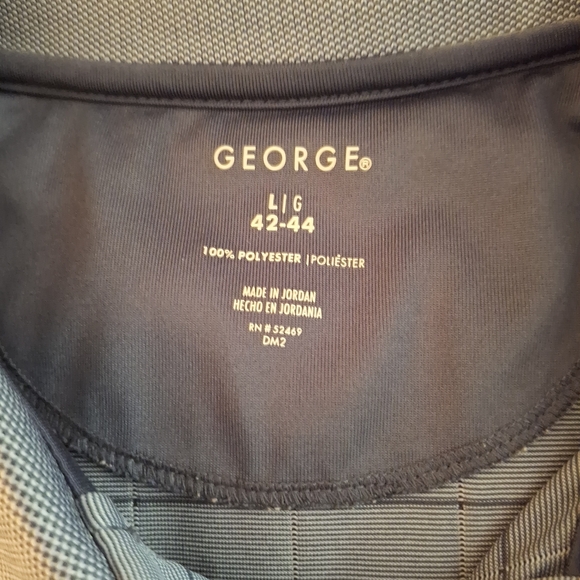 GEORGE®
L|G
42-44
100% POLYESTER | POLIÉSTER
MADE IN JORDAN
HECHO EN JORDANIA
RN # 52469
DM2